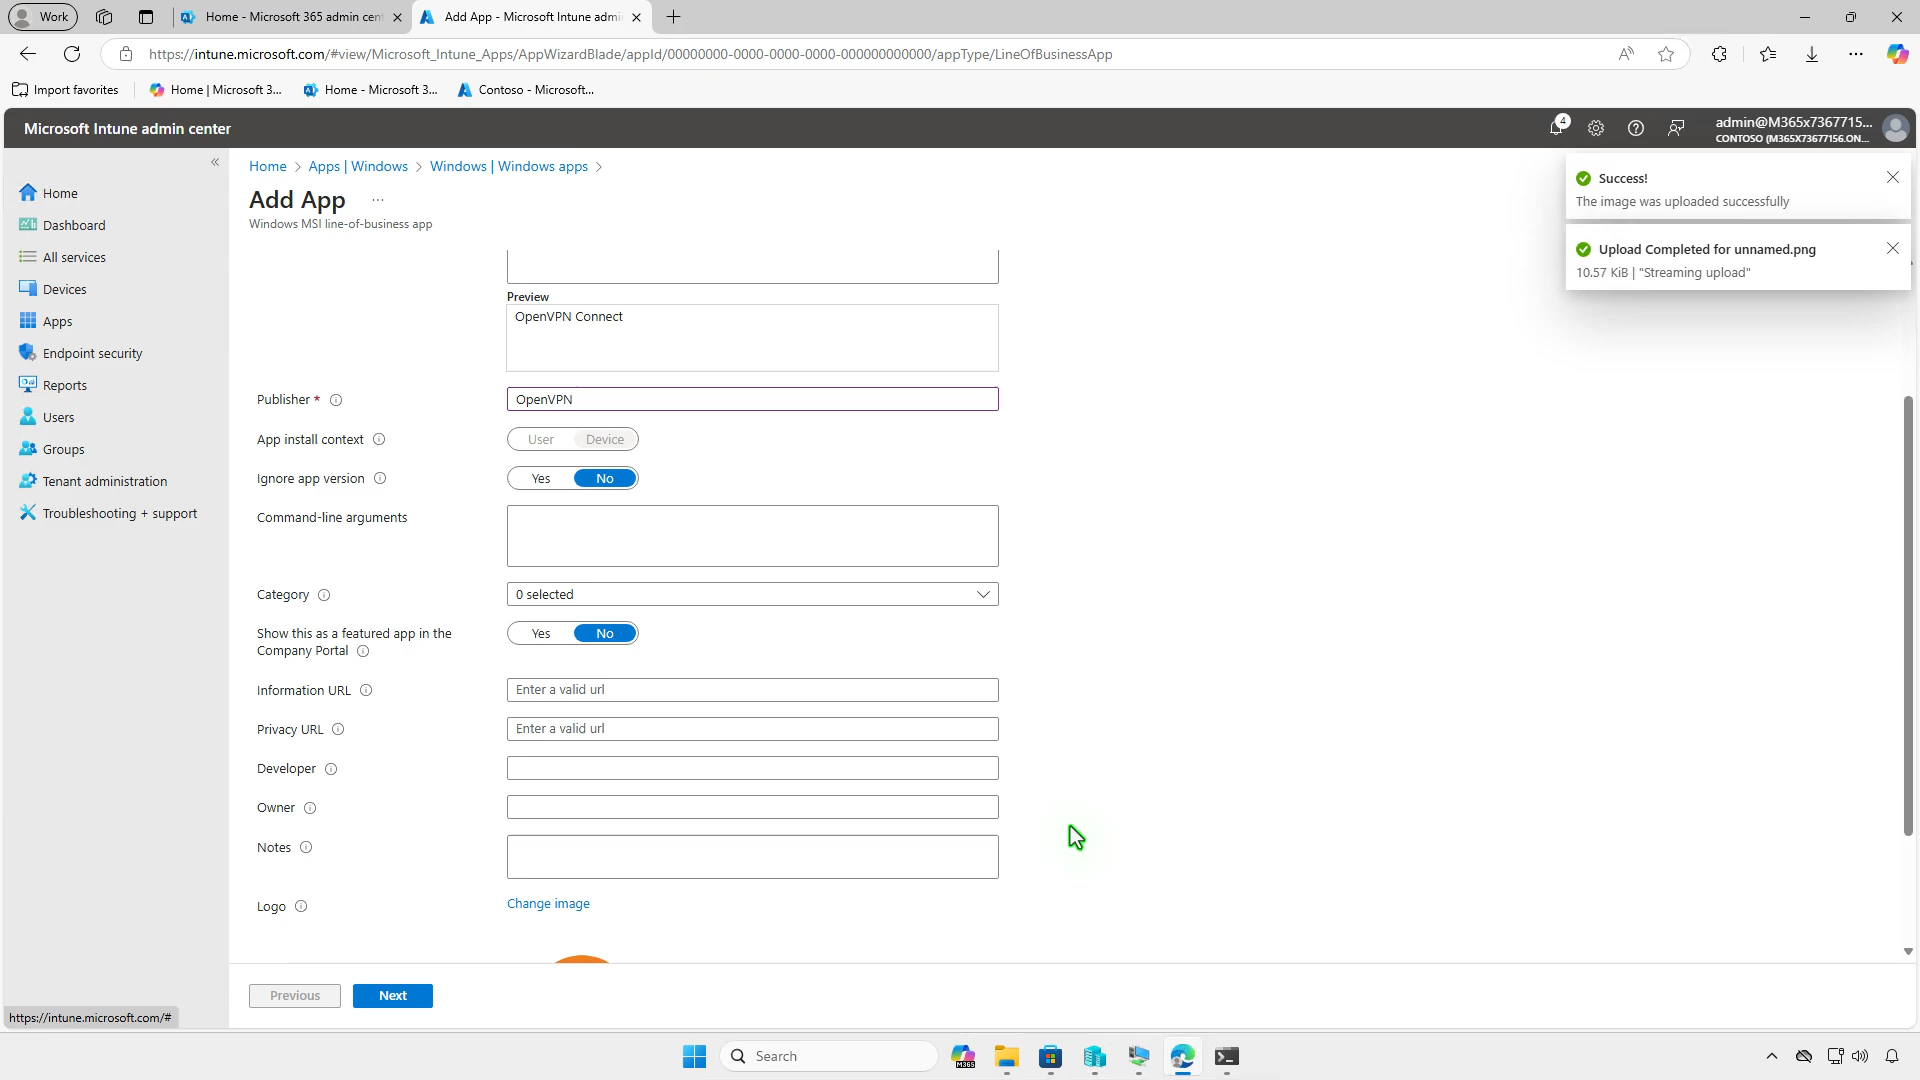 Work
Home - Microsoft 365 admin cen
Add App - Microsoft Intune admi
https://intune.microsoft.com/#view/Microsoft_Intune_Apps/AppWizardBlade/appId/00000000-0000-0000-0000-000000000000/appType/LineOfBusinessApp
Import favorites
Home | Microsoft 3...
Home - Microsoft 3...
Contoso - Microsoft...
Microsoft Intune admin center
4
admin@M365x7367715...
CONTOSO (M365X73677156.ON...
Home
Dashboard
All services
Devices
Apps
Endpoint security
Reports
Users
Groups
Tenant administration
Troubleshooting + support
Home > Apps | Windows > Windows | Windows apps >
Add App ...
Windows MSI line-of-business app
Success!
The image was uploaded successfully
Upload Completed for unnamed.png
10.57 KiB | "Streaming upload"
Preview
OpenVPN Connect
Publisher *
OpenVPN
App install context
User Device
Ignore app version
Yes No
Command-line arguments
Category
0 selected
Show this as a featured app in the
Company Portal
Yes No
Information URL
Enter a valid url
Privacy URL
Enter a valid url
Developer
Owner
Notes
Logo
Change image
Previous
Next
https://intune.microsoft.com/#
Search
M365